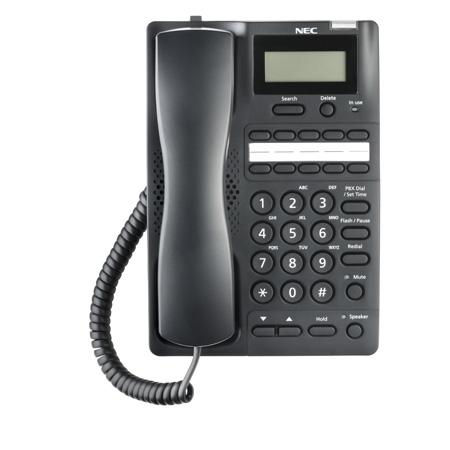 NEC
Search
Delete
In use
PBX Dial
/ Set Time
ABC
DEF
1
2
3
Flash / Pause
GHI
JKL
MNO
4
5
6
Redial
PQRS
TUV
WXYZ
7
8
9
Mute
*
0
#
▼
▲
Hold
Speaker